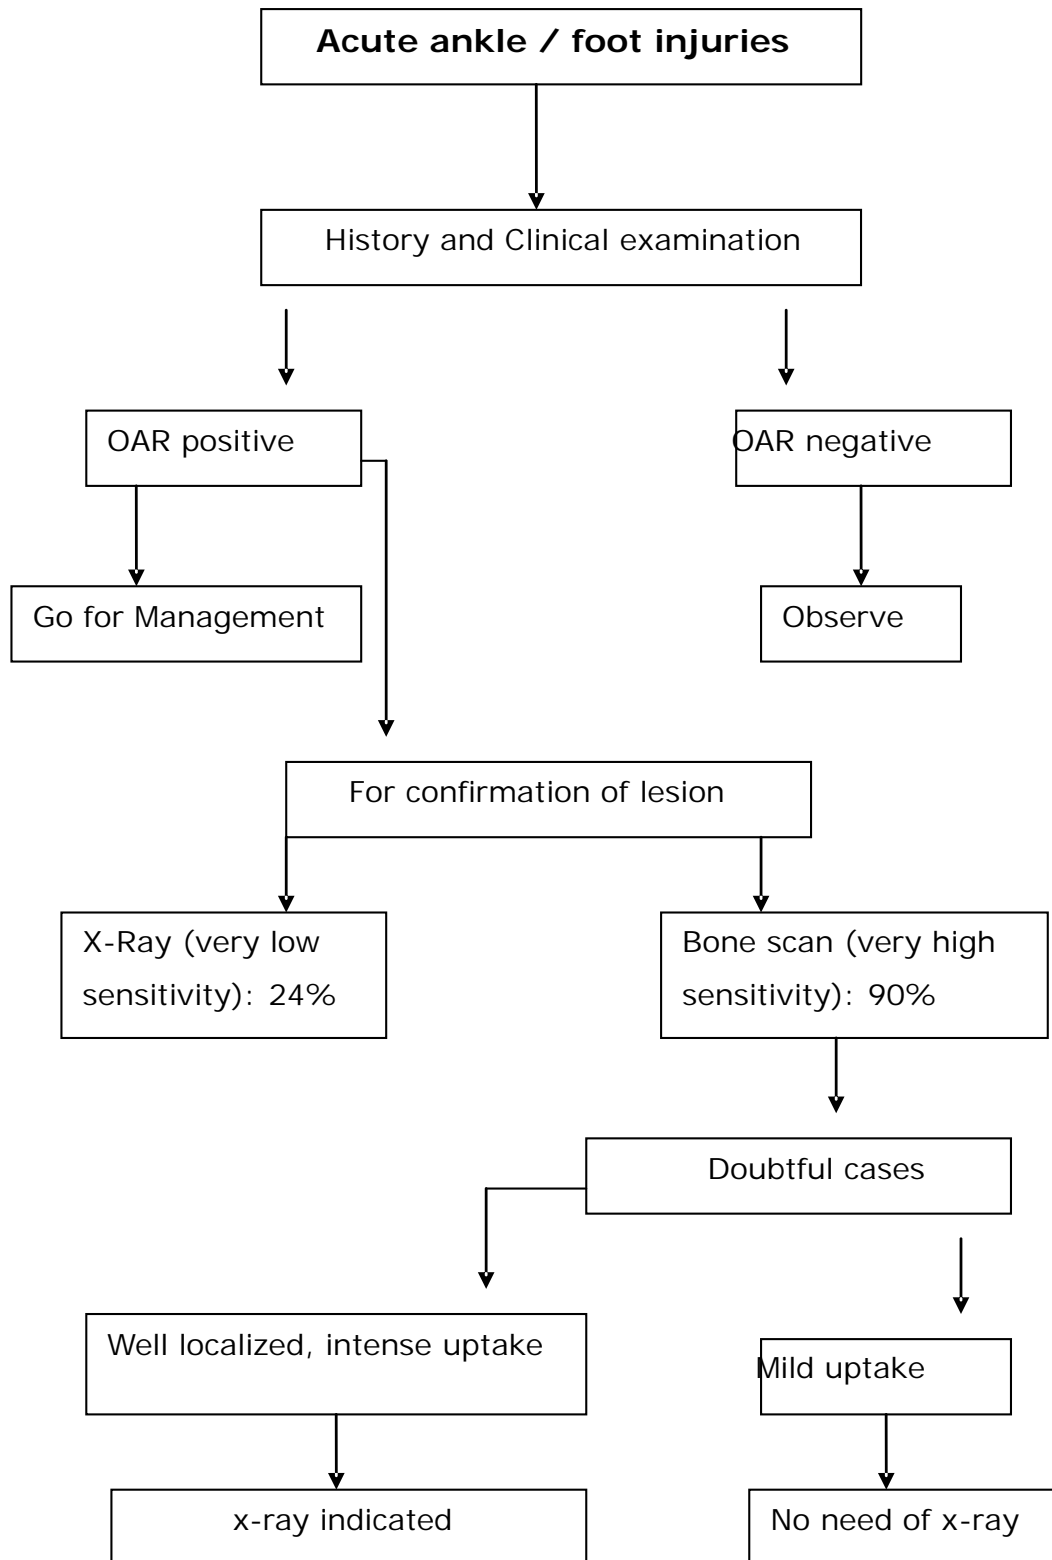 Acute ankle / foot injuries
History and Clinical examination
OAR positive
OAR negative
Go for Management
Observe
For confirmation of lesion
X-Ray (very low
sensitivity): 24%
Bone scan (very high
sensitivity): 90%
Doubtful cases
Well localized, intense uptake
Mild uptake
x-ray indicated
No need of x-ray